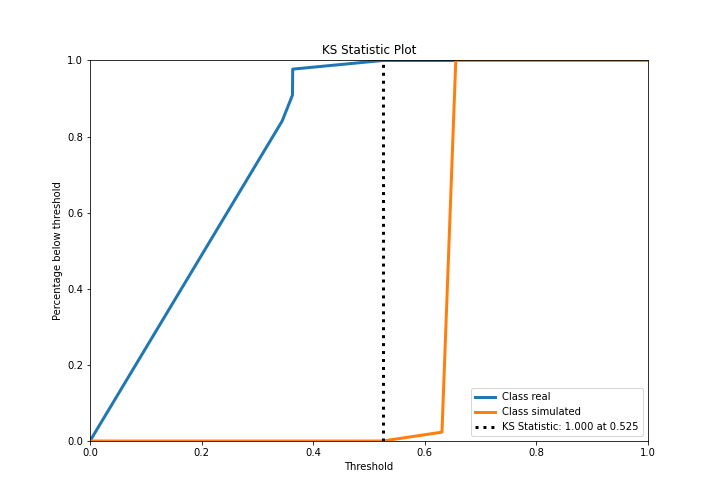 KS Statistic Plot
1.0
0.8
0.6
0.4
0.2
0.0
Percentage below threshold
0.0 0.2 0.4 0.6 0.8 1.0
Threshold
Class real
Class simulated
KS Statistic: 1.000 at 0.525